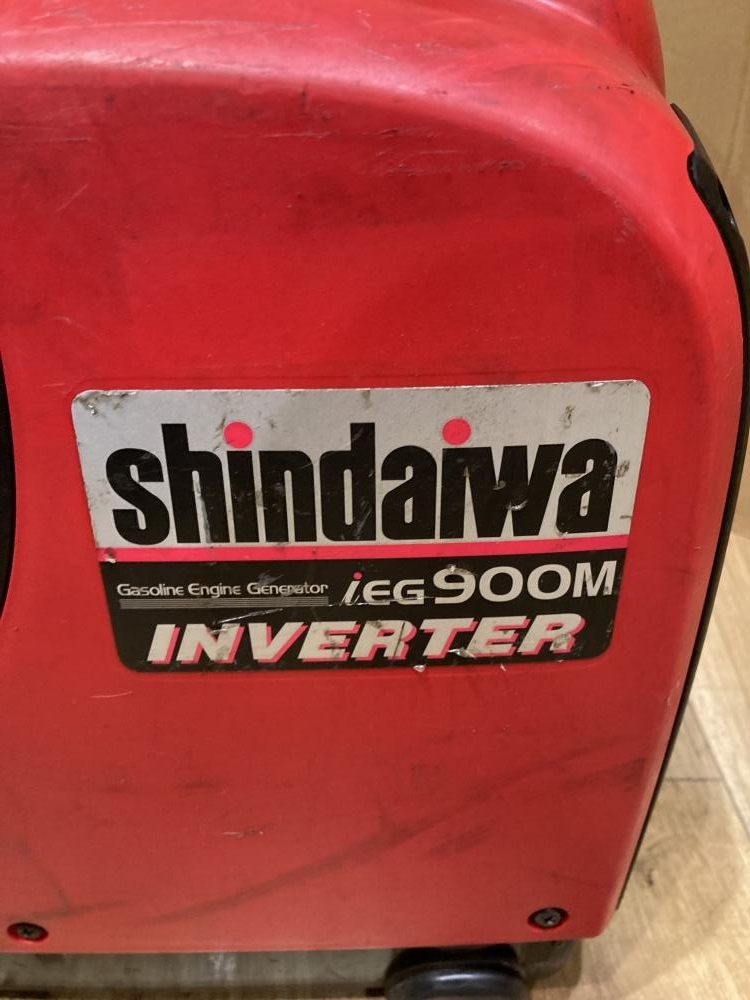 shindaiwa
Gasoline Engine Generator iEG900M
INVERTER